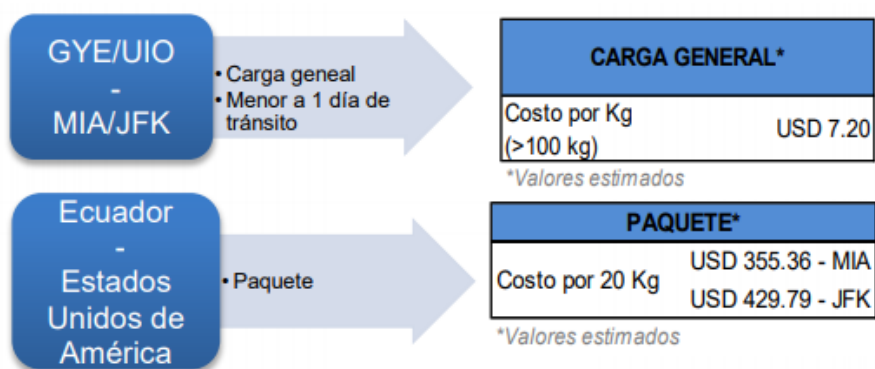 GYE/UIO
-
MIA/JFK
• Carga geneal
• Menor a 1 día de
tránsito
CARGA GENERAL*
Costo por Kg
(>100 kg)
USD 7.20
*Valores estimados
Ecuador
-
Estados
Unidos de
América
• Paquete
PAQUETE*
Costo por 20 Kg
USD 355.36 - MIA
USD 429.79 - JFK
*Valores estimados